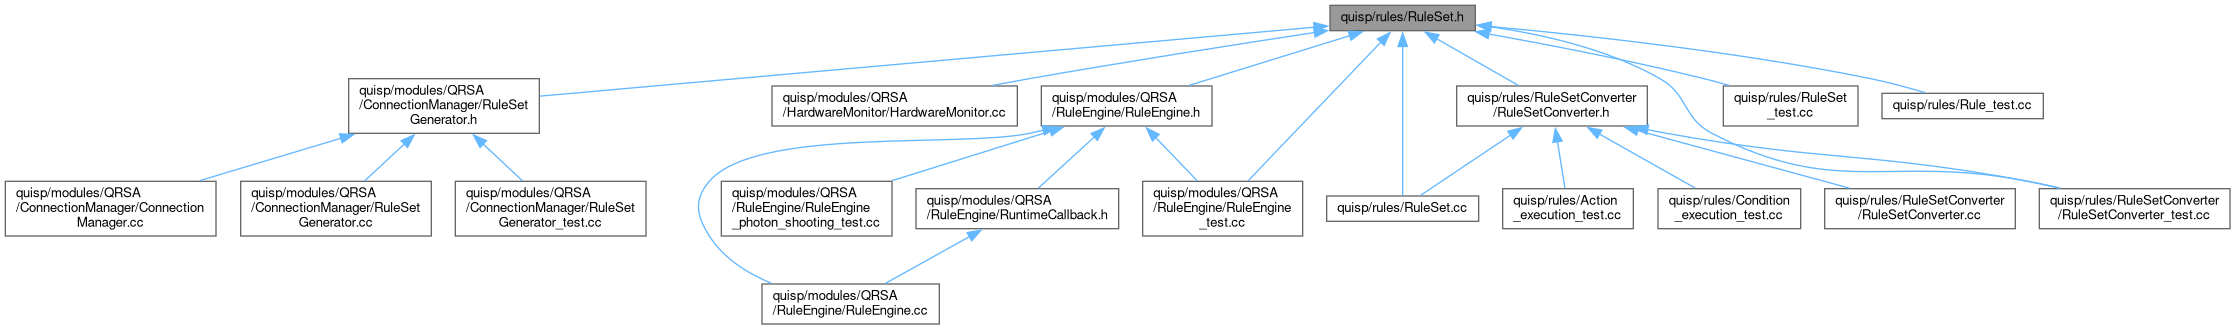 quisp/rules/RuleSet.h
quisp/modules/QRSA
/ConnectionManager/RuleSet
Generator.h
quisp/modules/QRSA
/HardwareMonitor/HardwareMonitor.cc
quisp/modules/QRSA
/RuleEngine/RuleEngine.h
quisp/rules/RuleSetConverter
/RuleSetConverter.h
quisp/rules/RuleSet
_test.cc
quisp/rules/Rule_test.cc
quisp/modules/QRSA
/ConnectionManager/Connection
Manager.cc
quisp/modules/QRSA
/ConnectionManager/RuleSet
Generator.cc
quisp/modules/QRSA
/ConnectionManager/RuleSet
Generator_test.cc
quisp/modules/QRSA
/RuleEngine/RuleEngine
_photon_shooting_test.cc
quisp/modules/QRSA
/RuleEngine/RuntimeCallback.h
quisp/modules/QRSA
/RuleEngine/RuleEngine
_test.cc
quisp/rules/RuleSet.cc
quisp/rules/Action
_execution_test.cc
quisp/rules/Condition
_execution_test.cc
quisp/rules/RuleSetConverter
/RuleSetConverter.cc
quisp/rules/RuleSetConverter
/RuleSetConverter_test.cc
quisp/modules/QRSA
/RuleEngine/RuleEngine.cc